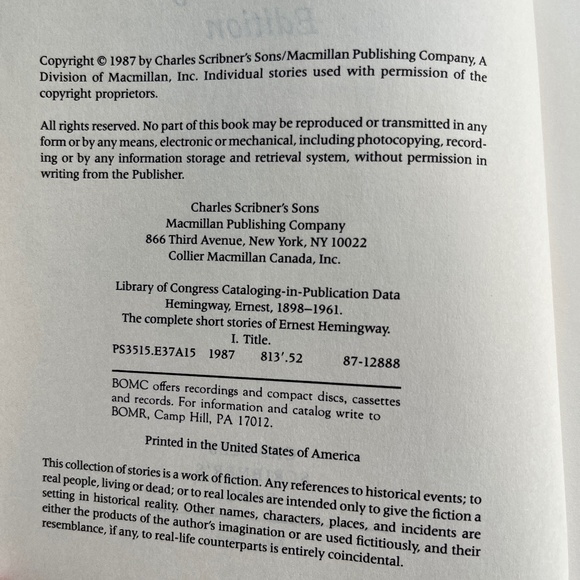 Copyright © 1987 by Charles Scribner's Sons/Macmillan Publishing Company, A
Division of Macmillan, Inc. Individual stories used with permission of the
copyright proprietors.
All rights reserved. No part of this book may be reproduced or transmitted in any
form or by any means, electronic or mechanical, including photocopying, record-
ing or by any information storage and retrieval system, without permission in
writing from the Publisher.
Charles Scribner's Sons
Macmillan Publishing Company
866 Third Avenue, New York, NY 10022
Collier Macmillan Canada, Inc.
Library of Congress Cataloging-in-Publication Data
Hemingway, Ernest, 1898–1961.
The complete short stories of Ernest Hemingway.
I. Title.
PS3515.E37A15 1987 813'.52 87-12888
BOMC offers recordings and compact discs, cassettes
and records. For information and catalog write to
BOMR, Camp Hill, PA 17012.
Printed in the United States of America
This collection of stories is a work of fiction. Any references to historical events; to
real people, living or dead; or to real locales are intended only to give the fiction a
setting in historical reality. Other names, characters, places, and incidents are
either the products of the author's imagination or are used fictitiously, and their
resemblance, if any, to real-life counterparts is entirely coincidental.